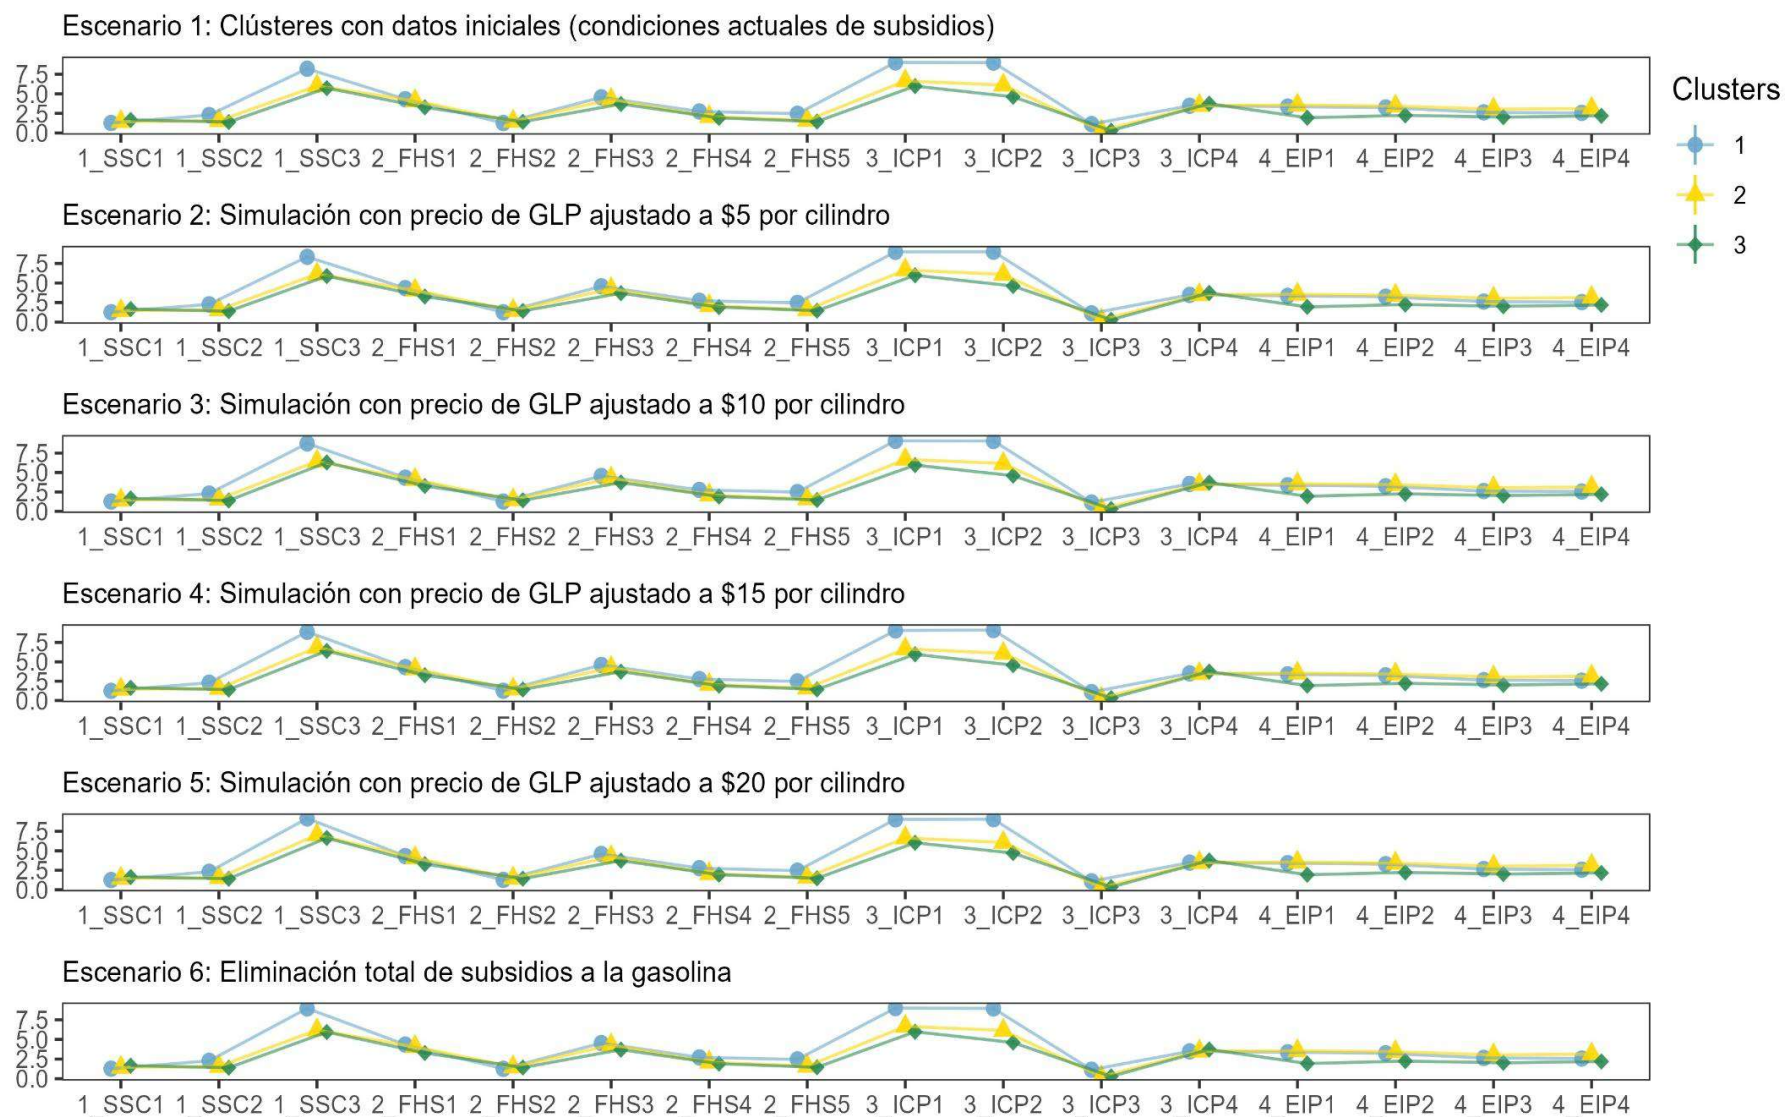 Escenario 1: Clústeres con datos iniciales (condiciones actuales de subsidios)
7.5
5.0
2.5
0.0
1_SSC1 1_SSC2 1_SSC3 2_FHS1 2_FHS2 2_FHS3 2_FHS4 2_FHS5 3_ICP1 3_ICP2 3_ICP3 3_ICP4 4_EIP1 4_EIP2 4_EIP3 4_EIP4
Clusters
1
2
3
Escenario 2: Simulación con precio de GLP ajustado a $5 por cilindro
7.5
5.0
2.5
0.0
1_SSC1 1_SSC2 1_SSC3 2_FHS1 2_FHS2 2_FHS3 2_FHS4 2_FHS5 3_ICP1 3_ICP2 3_ICP3 3_ICP4 4_EIP1 4_EIP2 4_EIP3 4_EIP4
Escenario 3: Simulación con precio de GLP ajustado a $10 por cilindro
7.5
5.0
2.5
0.0
1_SSC1 1_SSC2 1_SSC3 2_FHS1 2_FHS2 2_FHS3 2_FHS4 2_FHS5 3_ICP1 3_ICP2 3_ICP3 3_ICP4 4_EIP1 4_EIP2 4_EIP3 4_EIP4
Escenario 4: Simulación con precio de GLP ajustado a $15 por cilindro
7.5
5.0
2.5
0.0
1_SSC1 1_SSC2 1_SSC3 2_FHS1 2_FHS2 2_FHS3 2_FHS4 2_FHS5 3_ICP1 3_ICP2 3_ICP3 3_ICP4 4_EIP1 4_EIP2 4_EIP3 4_EIP4
Escenario 5: Simulación con precio de GLP ajustado a $20 por cilindro
7.5
5.0
2.5
0.0
1_SSC1 1_SSC2 1_SSC3 2_FHS1 2_FHS2 2_FHS3 2_FHS4 2_FHS5 3_ICP1 3_ICP2 3_ICP3 3_ICP4 4_EIP1 4_EIP2 4_EIP3 4_EIP4
Escenario 6: Eliminación total de subsidios a la gasolina
7.5
5.0
2.5
0.0
1_SSC1 1_SSC2 1_SSC3 2_FHS1 2_FHS2 2_FHS3 2_FHS4 2_FHS5 3_ICP1 3_ICP2 3_ICP3 3_ICP4 4_EIP1 4_EIP2 4_EIP3 4_EIP4